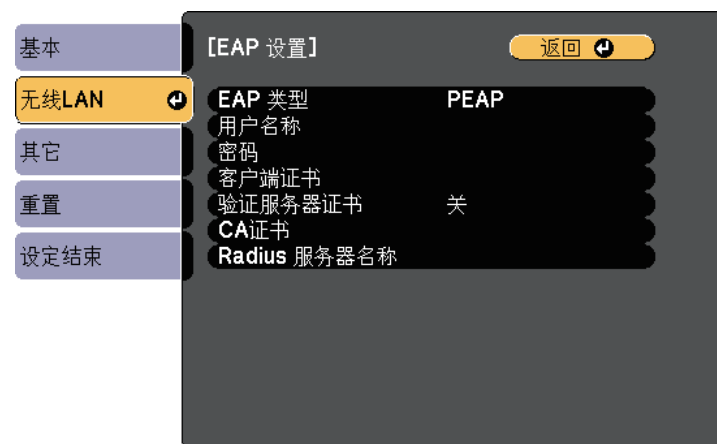 基本
无线LAN
其它
重置
设定结束
[EAP 设置]
返回
EAP 类型 PEAP
用户名称
密码
客户端证书
验证服务器证书 关
CA证书
Radius 服务器名称